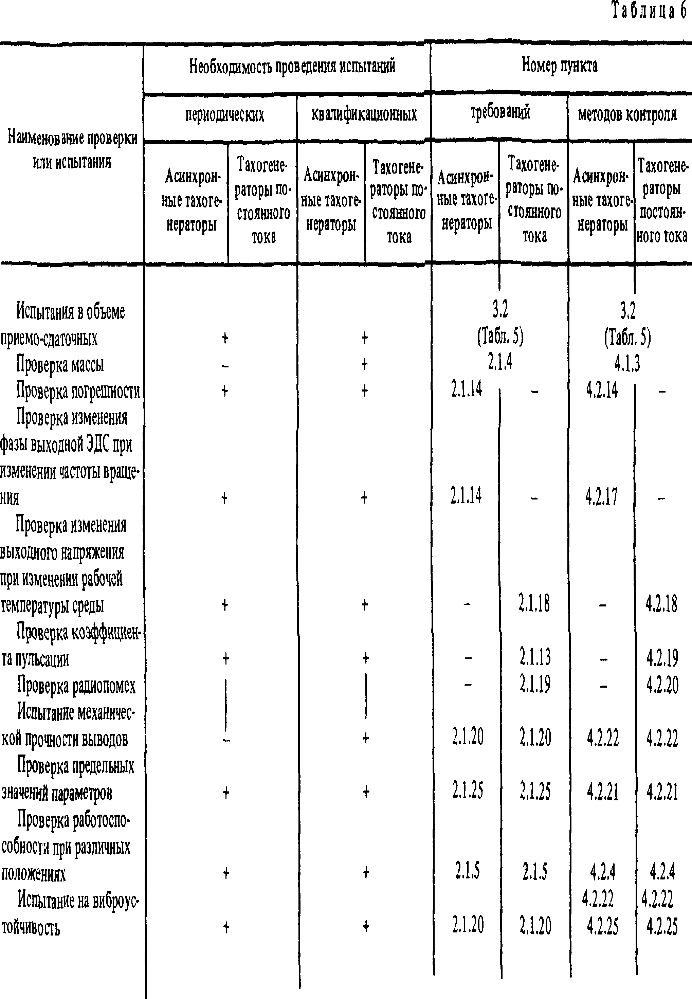 Таблица 6
Необходимость проведения испытаний
Номер пункта
периодических
квалификационных
требований
методов контроля
Наименование проверки
или испытания
Асинхрон-
ные тахоге-
нераторы
Тахогене-
раторы по-
стоянного
тока
Асинхрон-
ные тахоге-
нераторы
Тахогене-
раторы по-
стоянного
тока
Асинхрон-
ные тахоге-
нераторы
Тахогене-
раторы по-
стоянного
тока
Асинхрон-
ные тахоге-
нераторы
Тахогене-
раторы
постоян-
ного тока
Испытания в объеме 3.2 3.2
приемо-сдаточных + + (Табл. 5) (Табл. 5)
Проверка массы – + 2.1.4 4.1.3
Проверка погрешности + + 2.1.14 – 4.2.14 –
Проверка изменения
фазы выходной ЭДС при
изменении частоты враще-
ния + + 2.1.14 – 4.2.17 –
Проверка изменения
выходного напряжения
при изменении рабочей
температуры среды + + – 2.1.18 – 4.2.18
Проверка коэффициен-
та пульсации + + – 2.1.13 – 4.2.19
Проверка радиопомех – 2.1.19 – 4.2.20
Испытание механичес-
кой прочности выводов – + 2.1.20 2.1.20 4.2.22 4.2.22
Проверка предельных
значений параметров + + 2.1.25 2.1.25 4.2.21 4.2.21
Проверка работоспо-
собности при различных
положениях + + 2.1.5 2.1.5 4.2.4 4.2.4
Испытание на виброус- 4.2.22 4.2.22
тойчивость + + 2.1.20 2.1.20 4.2.25 4.2.25